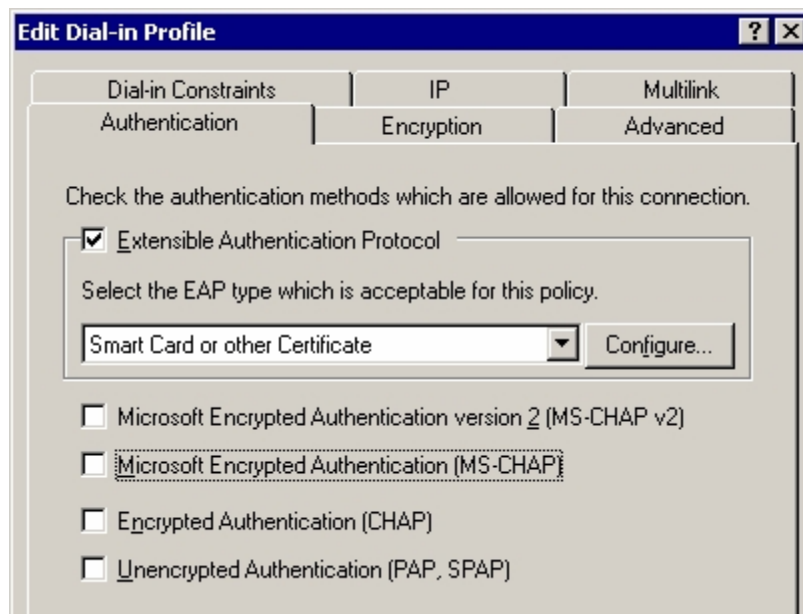 Edit Dial-in Profile
Dial-in Constraints IP Multilink
Authentication Encryption Advanced
Check the authentication methods which are allowed for this connection.
Extensible Authentication Protocol
Select the EAP type which is acceptable for this policy.
Smart Card or other Certificate Configure...
Microsoft Encrypted Authentication version 2 (MS-CHAP v2)
Microsoft Encrypted Authentication (MS-CHAP)
Encrypted Authentication (CHAP)
Unencrypted Authentication (PAP, SPAP)